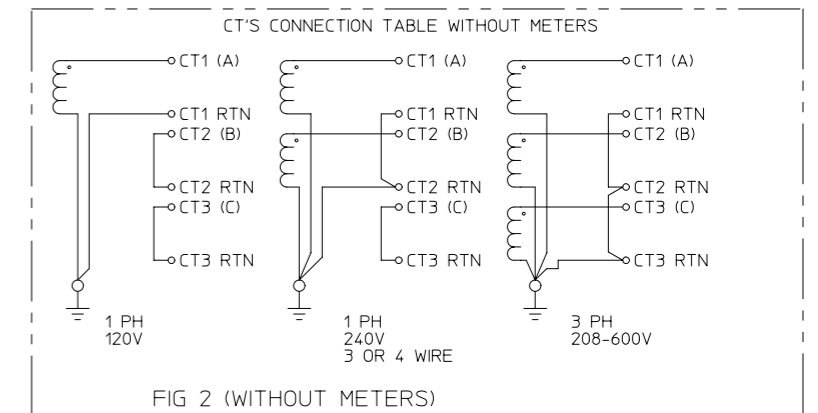 CT'S CONNECTION TABLE WITHOUT METERS
CT1 (A)
CT1 RTN
CT2 (B)
CT2 RTN
CT3 (C)
CT3 RTN
1 PH
120V
CT1 (A)
CT1 RTN
CT2 (B)
CT2 RTN
CT3 (C)
CT3 RTN
1 PH
240V
3 OR 4 WIRE
CT1 (A)
CT1 RTN
CT2 (B)
CT2 RTN
CT3 (C)
CT3 RTN
3 PH
208-600V
FIG 2 (WITHOUT METERS)